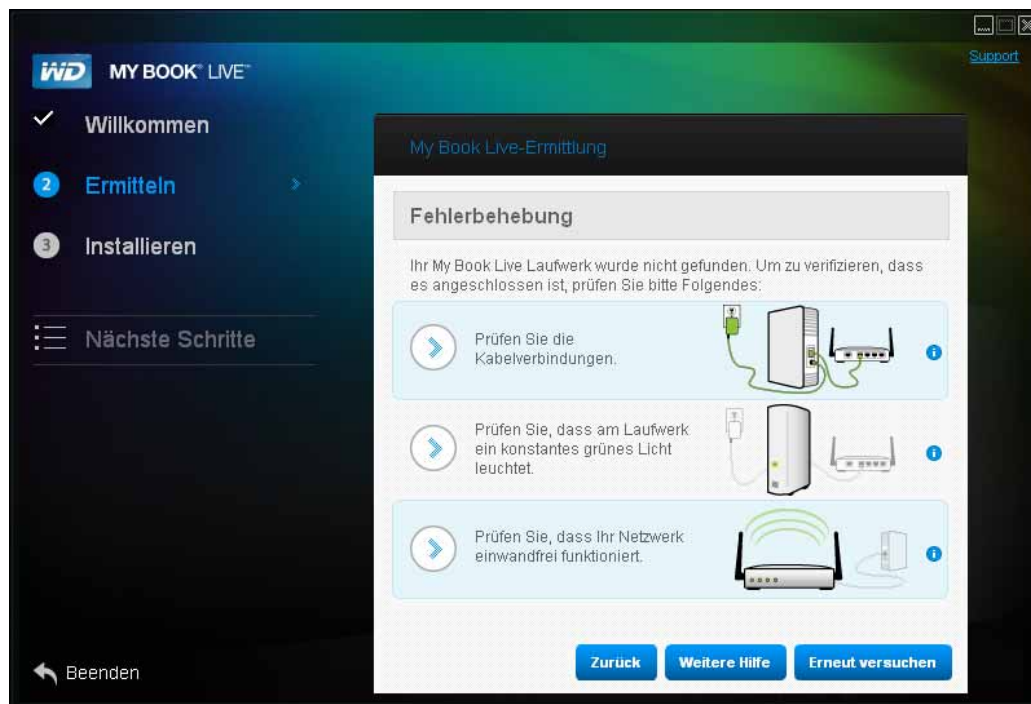 Support
WD MY BOOK® LIVE™
Willkommen
2 Ermitteln
3 Installieren
Nächste Schritte
Beenden
My Book Live-Ermittlung
Fehlerbehebung
Ihr My Book Live Laufwerk wurde nicht gefunden. Um zu verifizieren, dass
es angeschlossen ist, prüfen Sie bitte Folgendes:
Prüfen Sie die
Kabelverbindungen.
Prüfen Sie, dass am Laufwerk
ein konstantes grünes Licht
leuchtet.
Prüfen Sie, dass Ihr Netzwerk
einwandfrei funktioniert.
Zurück
Weitere Hilfe
Erneut versuchen